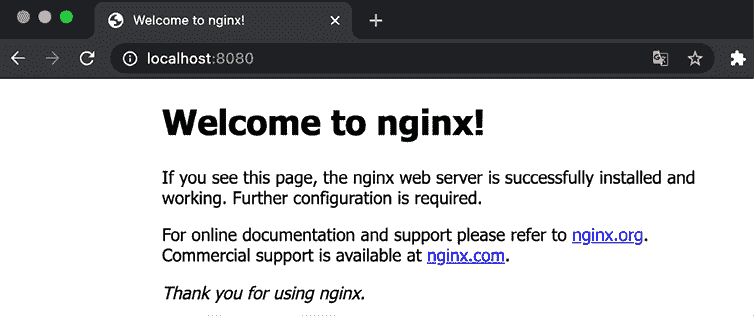 Welcome to nginx!
localhost:8080
Welcome to nginx!
If you see this page, the nginx web server is successfully installed and
working. Further configuration is required.
For online documentation and support please refer to nginx.org.
Commercial support is available at nginx.com.
Thank you for using nginx.